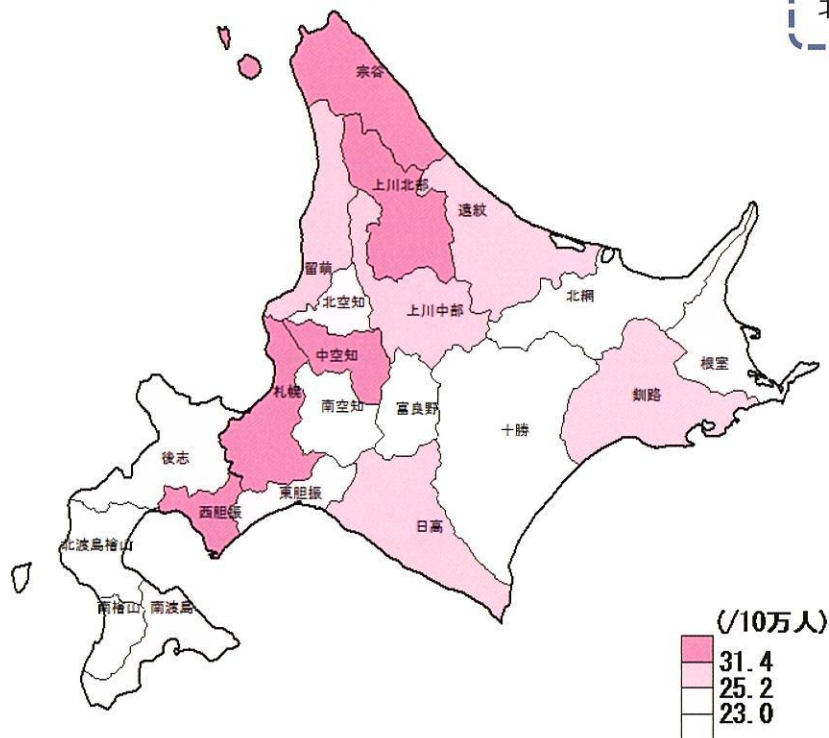 宗谷
上川北部
遠紋
留萌
北空知
上川中部
北網
中空知
根室
札幌
釧路
南空知
富良野
十勝
後志
東胆振
西胆振
日高
北渡島檜山
南檜山
南渡島
(/10万人)
31.4
25.2
23.0